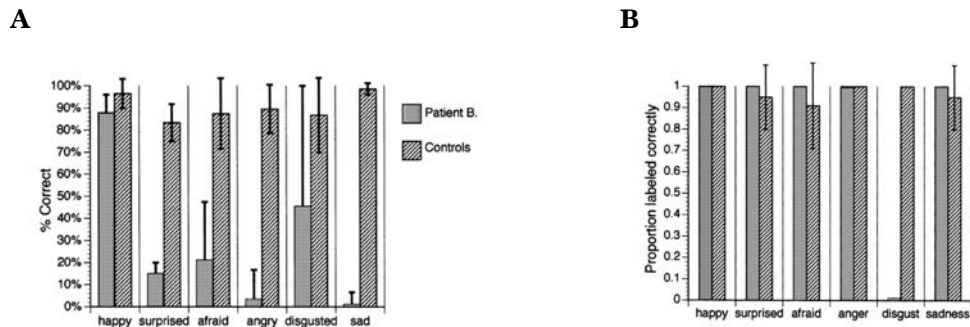 A
B
100%
90%
80%
70%
60%
50%
40%
30%
20%
10%
0%
% Correct
happy surprised afraid angry disgusted sad
Patient B.
Controls
1
0.9
0.8
0.7
0.6
0.5
0.4
0.3
0.2
0.1
0
Proportion labeled correctly
happy surprised afraid anger disgust sadness